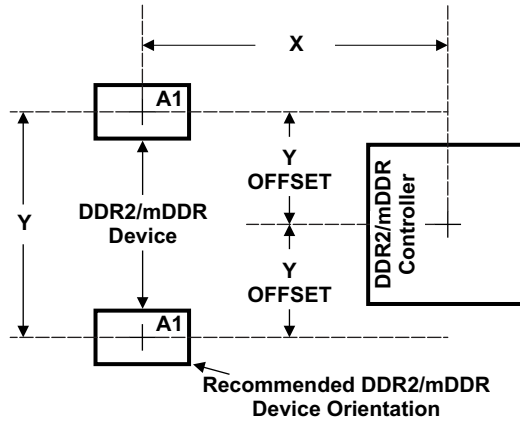 X
A1
Y
OFFSET
Y
DDR2/mDDR
Device
DDR2/mDDR
Controller
Y
OFFSET
A1
Recommended DDR2/mDDR
Device Orientation